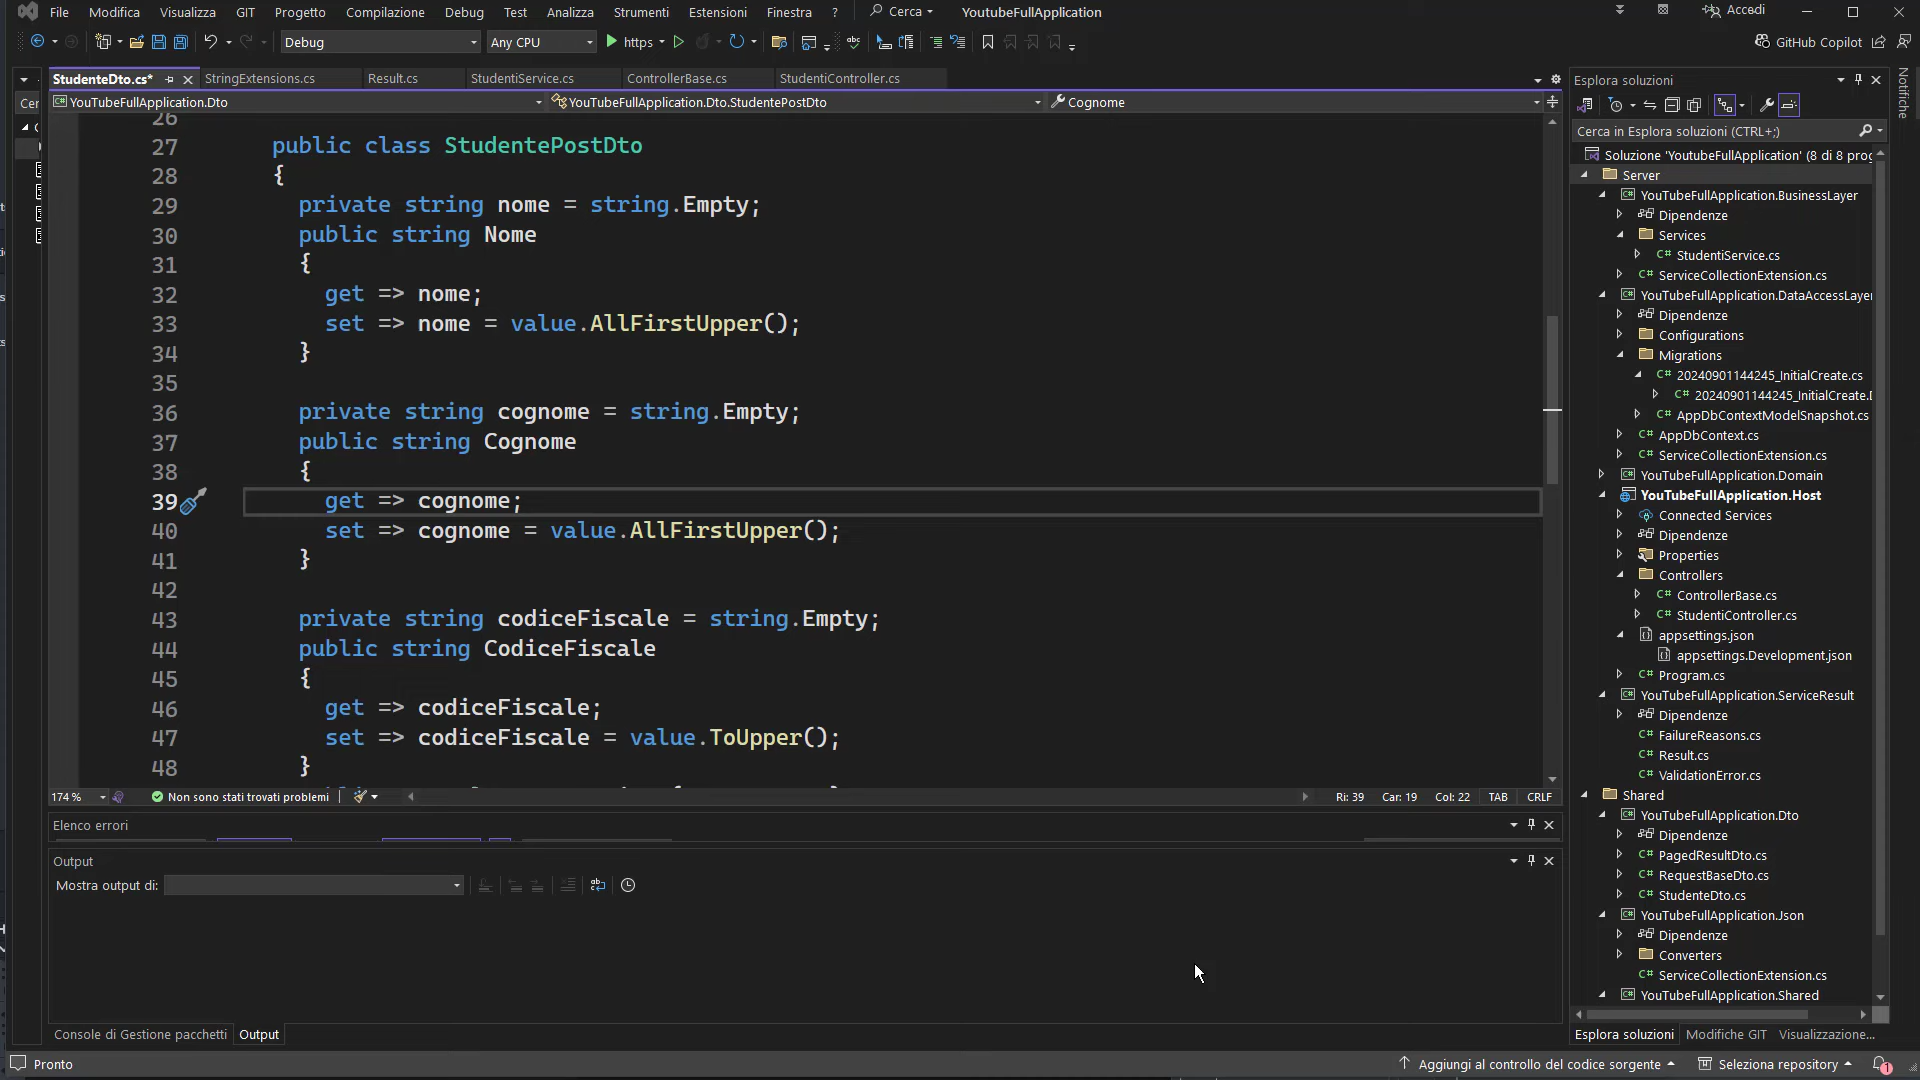 File Modifica Visualizza GIT Progetto Compilazione Debug Test Analizza Strumenti Estensioni Finestra ? Cerca YoutubeFullApplication Accedi
Debug Any CPU https GitHub Copilot
StudenteDto.cs* StringExtensions.cs Result.cs StudentiService.cs ControllerBase.cs StudentiController.cs
YouTubeFullApplication.Dto YouTubeFullApplication.Dto.StudentePostDto Cognome
26
27 public class StudentePostDto
28 {
29 private string nome = string.Empty;
30 public string Nome
31 {
32 get => nome;
33 set => nome = value.AllFirstUpper();
34 }
35
36 private string cognome = string.Empty;
37 public string Cognome
38 {
39 get => cognome;
40 set => cognome = value.AllFirstUpper();
41 }
42
43 private string codiceFiscale = string.Empty;
44 public string CodiceFiscale
45 {
46 get => codiceFiscale;
47 set => codiceFiscale = value.ToUpper();
48 }
174 % Non sono stati trovati problemi Ri: 39 Car: 19 Col: 22 TAB CRLF
Elenco errori
Output
Mostra output di:
Console di Gestione pacchetti Output
Esplora soluzioni
Cerca in Esplora soluzioni (CTRL+;)
Soluzione 'YoutubeFullApplication' (8 di 8 prog
Server
YouTubeFullApplication.BusinessLayer
Dipendenze
Services
C# StudentiService.cs
C# ServiceCollectionExtension.cs
YouTubeFullApplication.DataAccessLayer
Dipendenze
Configurations
Migrations
C# 20240901144245_InitialCreate.cs
C# 20240901144245_InitialCreate.
C# AppDbContextModelSnapshot.cs
C# AppDbContext.cs
C# ServiceCollectionExtension.cs
YouTubeFullApplication.Domain
YouTubeFullApplication.Host
Connected Services
Dipendenze
Properties
Controllers
C# ControllerBase.cs
C# StudentiController.cs
appsettings.json
appsettings.Development.json
C# Program.cs
YouTubeFullApplication.ServiceResult
Dipendenze
C# FailureReasons.cs
C# Result.cs
C# ValidationError.cs
Shared
YouTubeFullApplication.Dto
Dipendenze
C# PagedResultDto.cs
C# RequestBaseDto.cs
C# StudenteDto.cs
YouTubeFullApplication.Json
Dipendenze
Converters
C# ServiceCollectionExtension.cs
YouTubeFullApplication.Shared
Esplora soluzioni Modifiche GIT Visualizzazione...
Notifiche
Pronto Aggiungi al controllo del codice sorgente Seleziona repository 1